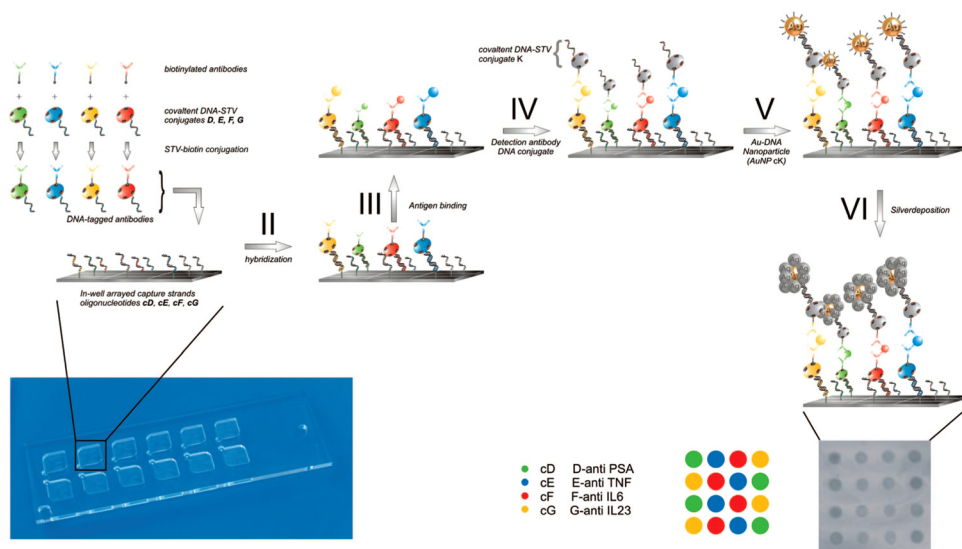 biotinylated antibodies
+ + + +
covaltent DNA-STV
conjugates D, E, F, G
STV-biotin conjugation
DNA-tagged antibodies
In-well arrayed capture strands
oligonucleotides cD, cE, cF, cG
II
hybridization
III
Antigen binding
IV
Detection antibody
DNA conjugate
covalent DNA-STV
conjugate K
V
Au-DNA
Nanoparticle
(AuNP cK)
Au
Au
Au
Au
VI
Silverdeposition
cD D-anti PSA
cE E-anti TNF
cF F-anti IL6
cG G-anti IL23